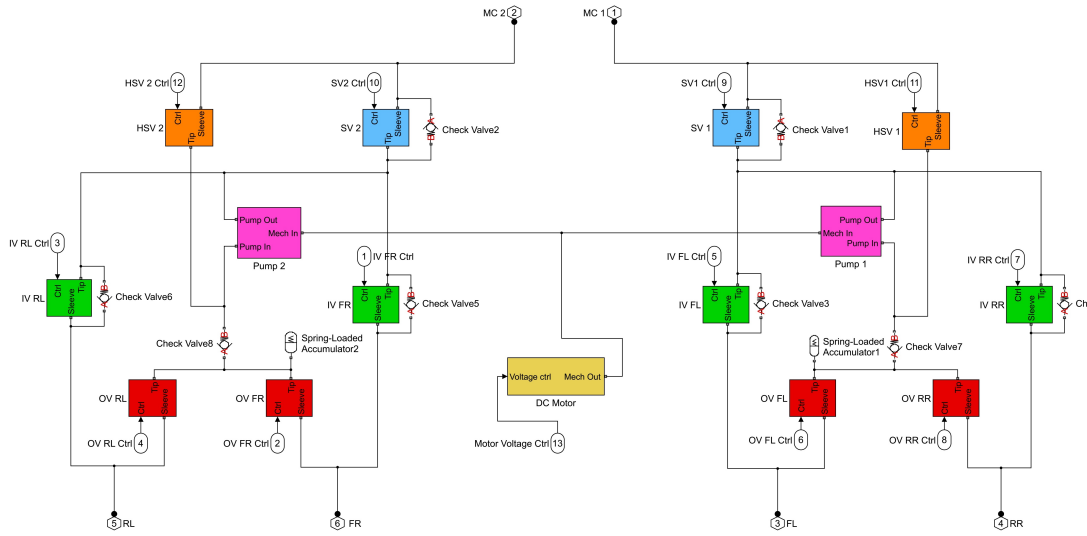 MC 2 2
MC 1 1
HSV 2 Ctrl 12
SV2 Ctrl 10
SV1 Ctrl 9
HSV1 Ctrl 11
Ctrl Sleeve Tip
HSV 2
Ctrl Sleeve Tip
SV 2
A B
Check Valve2
Ctrl Sleeve Tip
SV 1
A B
Check Valve1
Ctrl Sleeve Tip
HSV 1
Pump Out
Mech In
Pump In
Pump 2
Pump Out
Mech In
Pump In
Pump 1
IV RL Ctrl 3
1 IV FR Ctrl
IV FL Ctrl 5
IV RR Ctrl 7
Ctrl Tip Sleeve
IV RL
A B
Check Valve6
Ctrl Tip Sleeve
IV FR
A B
Check Valve5
Ctrl Tip Sleeve
IV FL
A B
Check Valve3
Ctrl Tip Sleeve
IV RR
A B
Ch
Check Valve8
A B
W
Spring-Loaded
Accumulator2
W
Spring-Loaded
Accumulator1
A B
Check Valve7
Voltage ctrl
Mech Out
DC Motor
OV RL
Ctrl Tip Sleeve
OV FR
Ctrl Tip Sleeve
OV FL
Ctrl Tip Sleeve
OV RR
Ctrl Tip Sleeve
OV RL Ctrl 4
OV FR Ctrl 2
Motor Voltage Ctrl 13
OV FL Ctrl 6
OV RR Ctrl 8
5 RL
6 FR
3 FL
4 RR